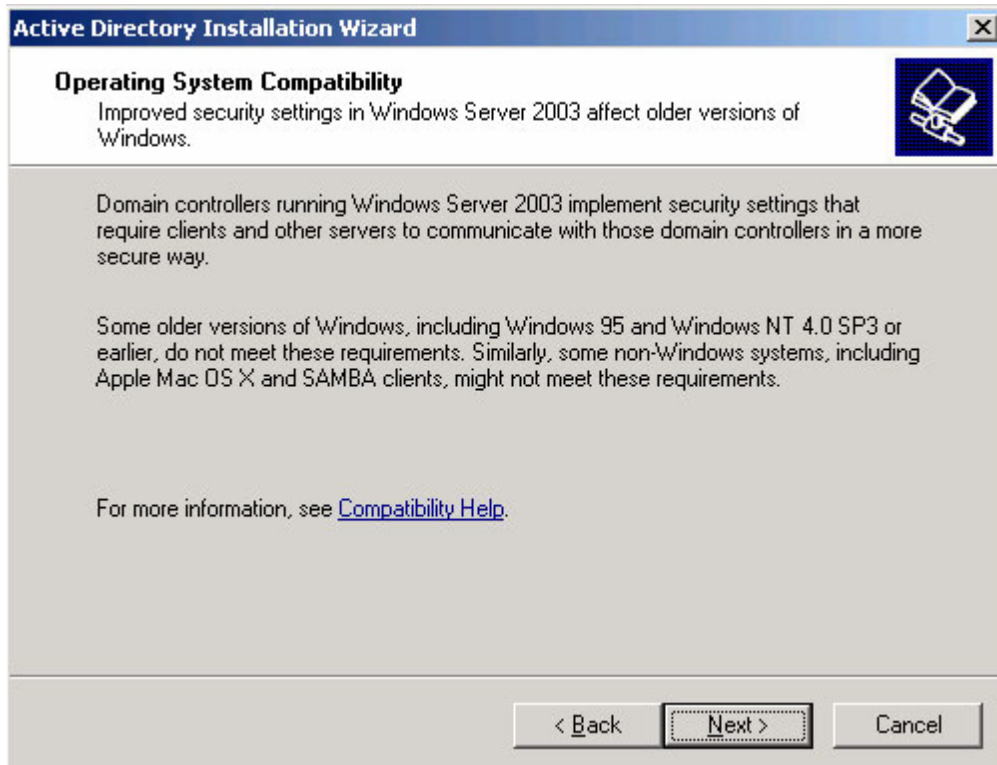 Active Directory Installation Wizard
Operating System Compatibility
Improved security settings in Windows Server 2003 affect older versions of
Windows.
Domain controllers running Windows Server 2003 implement security settings that
require clients and other servers to communicate with those domain controllers in a more
secure way.
Some older versions of Windows, including Windows 95 and Windows NT 4.0 SP3 or
earlier, do not meet these requirements. Similarly, some non-Windows systems, including
Apple Mac OS X and SAMBA clients, might not meet these requirements.
For more information, see Compatibility Help.
< Back Next > Cancel